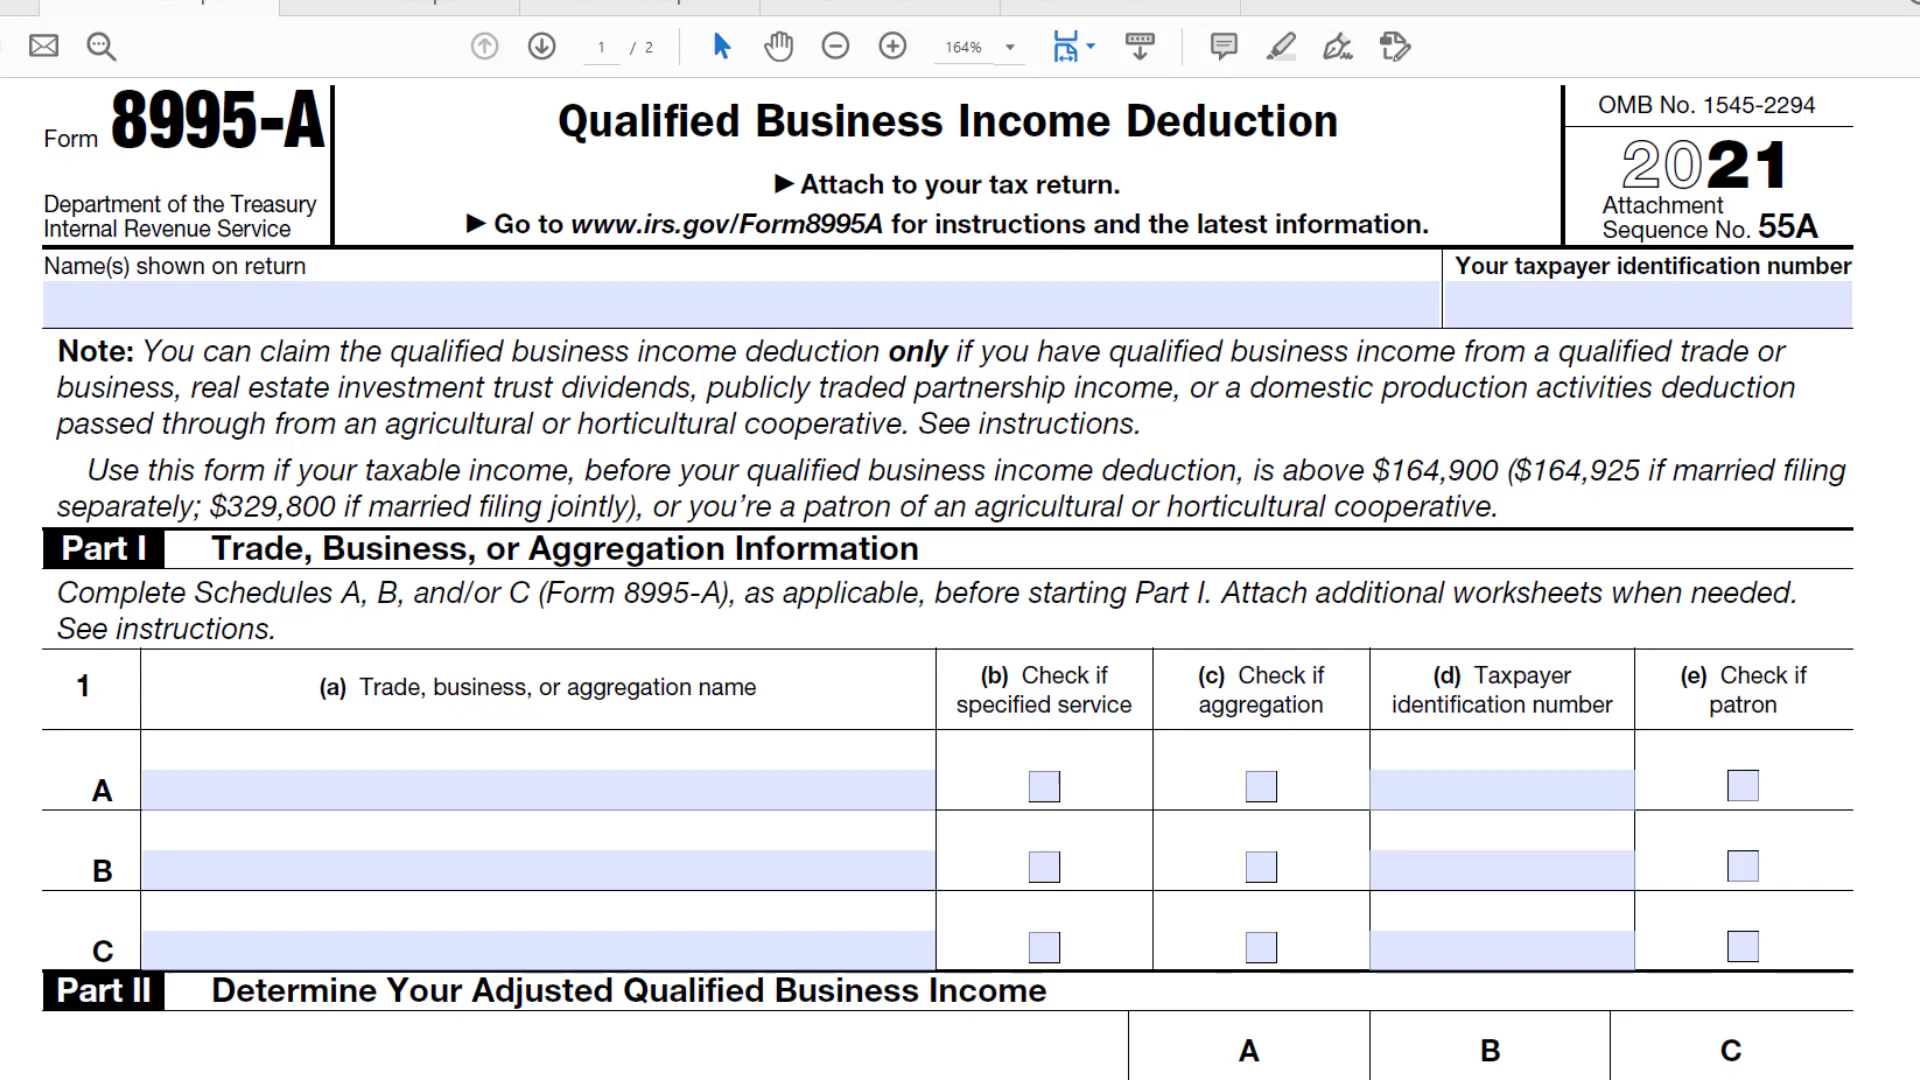 1 / 2
164%
Form 8995-A
Department of the Treasury
Internal Revenue Service
Qualified Business Income Deduction
▶ Attach to your tax return.
▶ Go to www.irs.gov/Form8995A for instructions and the latest information.
OMB No. 1545-2294
2021
Attachment
Sequence No. 55A
Name(s) shown on return
Your taxpayer identification number
Note: You can claim the qualified business income deduction only if you have qualified business income from a qualified trade or
business, real estate investment trust dividends, publicly traded partnership income, or a domestic production activities deduction
passed through from an agricultural or horticultural cooperative. See instructions.
Use this form if your taxable income, before your qualified business income deduction, is above $164,900 ($164,925 if married filing
separately; $329,800 if married filing jointly), or you’re a patron of an agricultural or horticultural cooperative.
Part I Trade, Business, or Aggregation Information
Complete Schedules A, B, and/or C (Form 8995-A), as applicable, before starting Part I. Attach additional worksheets when needed.
See instructions.
1
(a) Trade, business, or aggregation name
(b) Check if
specified service
(c) Check if
aggregation
(d) Taxpayer
identification number
(e) Check if
patron
A
B
C
Part II Determine Your Adjusted Qualified Business Income
A B C